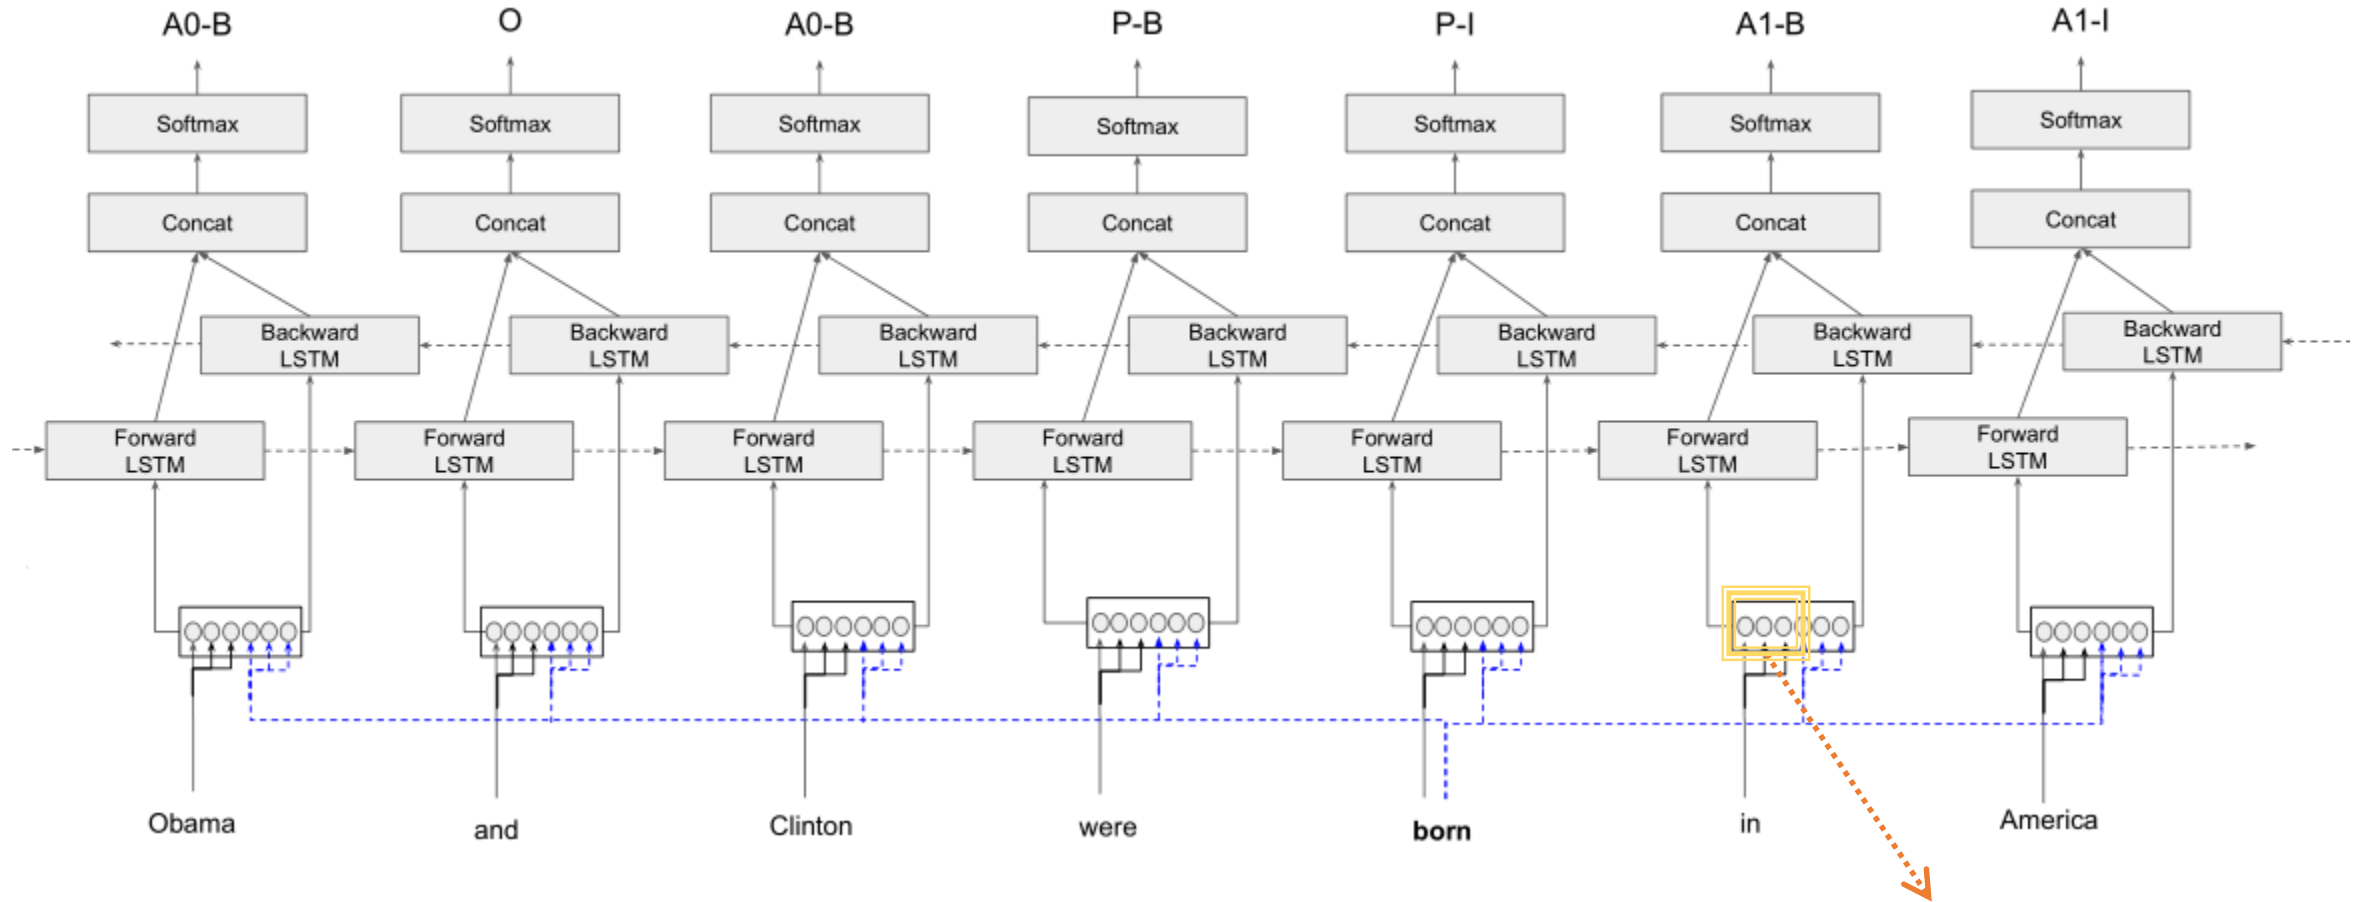 A0-B O A0-B P-B P-I A1-B A1-I
Softmax Softmax Softmax Softmax Softmax Softmax Softmax
Concat Concat Concat Concat Concat Concat Concat
Backward Backward Backward Backward Backward Backward Backward
LSTM LSTM LSTM LSTM LSTM LSTM LSTM
Forward Forward Forward Forward Forward Forward Forward
LSTM LSTM LSTM LSTM LSTM LSTM LSTM
Obama and Clinton were born in America